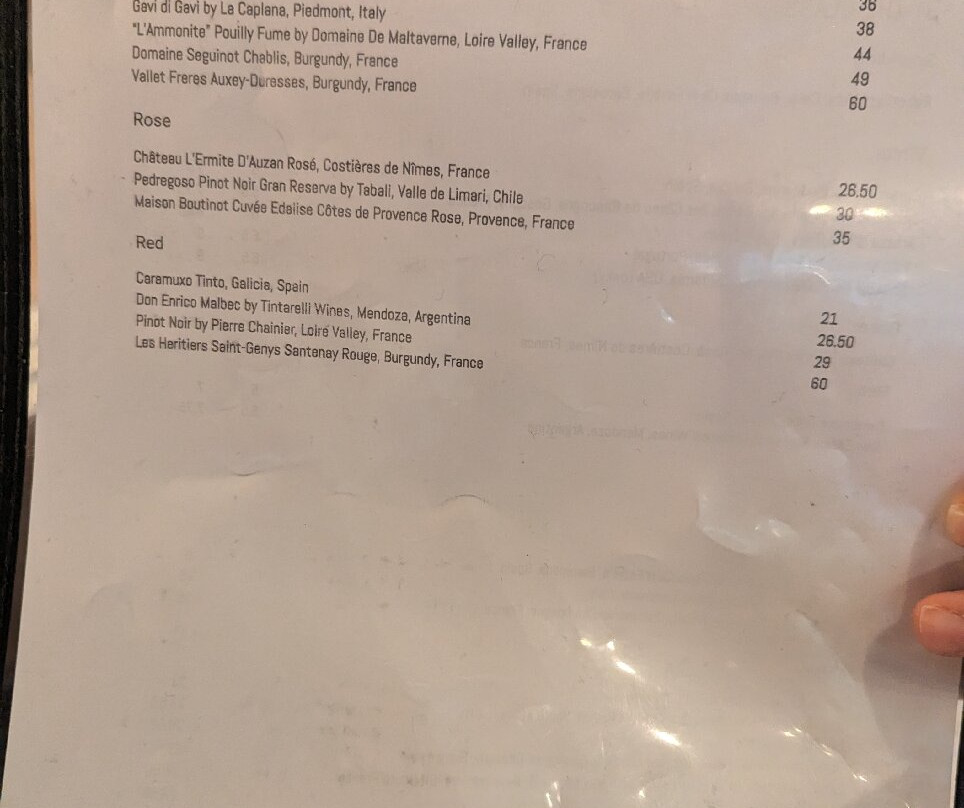 Gavi di Gavi by La Caplana, Piedmont, Italy 38
"L'Ammonite" Pouilly Fume by Domaine De Maltaverne, Loire Valley, France 44
Domaine Seguinot Chablis, Burgundy, France 49
Vallet Freres Auxey-Duresses, Burgundy, France 60
Rose
Château L'Ermite D'Auzan Rosé, Costières de Nîmes, France 26.50
Pedregoso Pinot Noir Gran Reserva by Tabali, Valle de Limari, Chile 30
Maison Boutinot Cuvée Edalise Côtes de Provence Rose, Provence, France 35
Red
Caramuxo Tinto, Galicia, Spain 21
Don Enrico Malbec by Tintarelli Wines, Mendoza, Argentina 26.50
Pinot Noir by Pierre Chainier, Loire Valley, France 29
Les Heritiers Saint-Genys Santenay Rouge, Burgundy, France 60